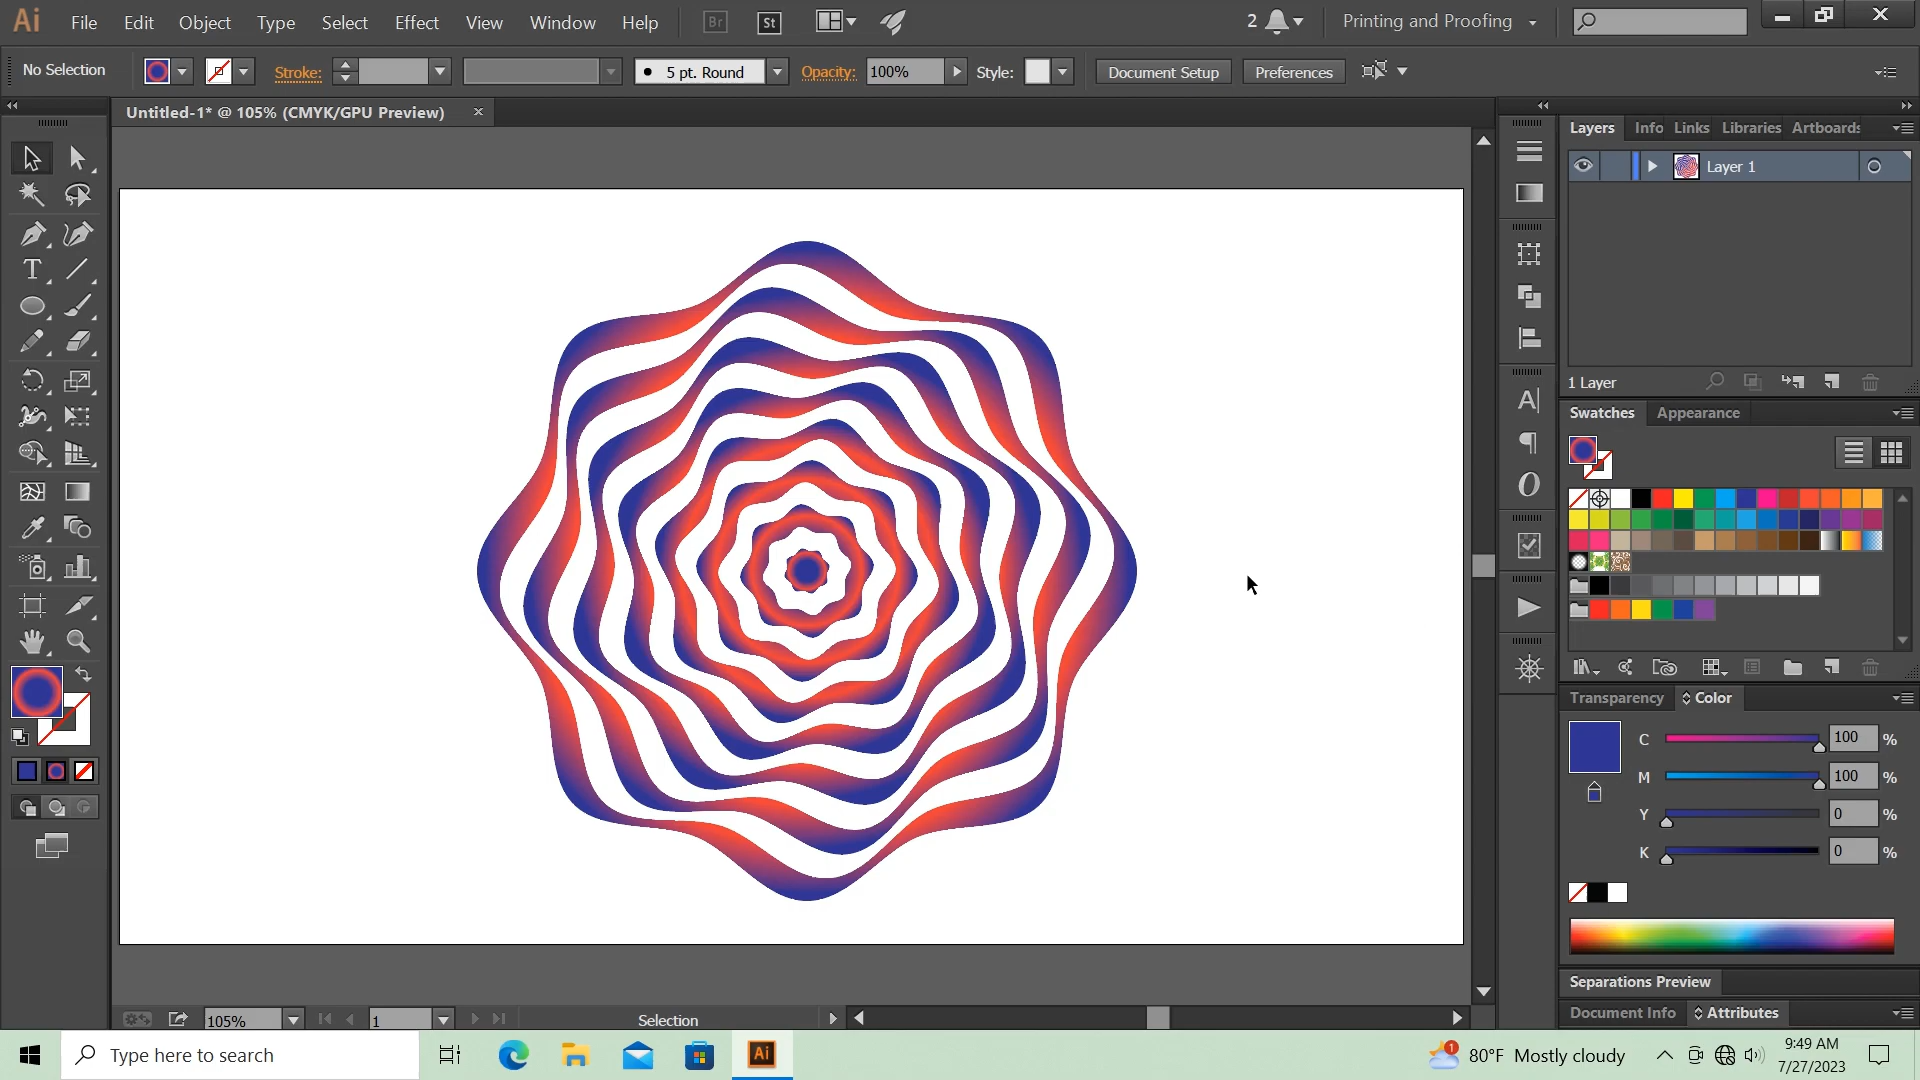 Ai File Edit Object Type Select Effect View Window Help Br St 2 Printing and Proofing
No Selection Stroke: 5 pt. Round Opacity: 100% Style: Document Setup Preferences
Untitled-1* @ 105% (CMYK/GPU Preview)
Layers Info Links Libraries Artboards
Layer 1
1 Layer
Swatches Appearance
Transparency Color
C 100 %
M 100 %
Y 0 %
K 0 %
Separations Preview
Document Info Attributes
105% 1 Selection
Type here to search Ai 1 80°F Mostly cloudy 9:49 AM
7/27/2023